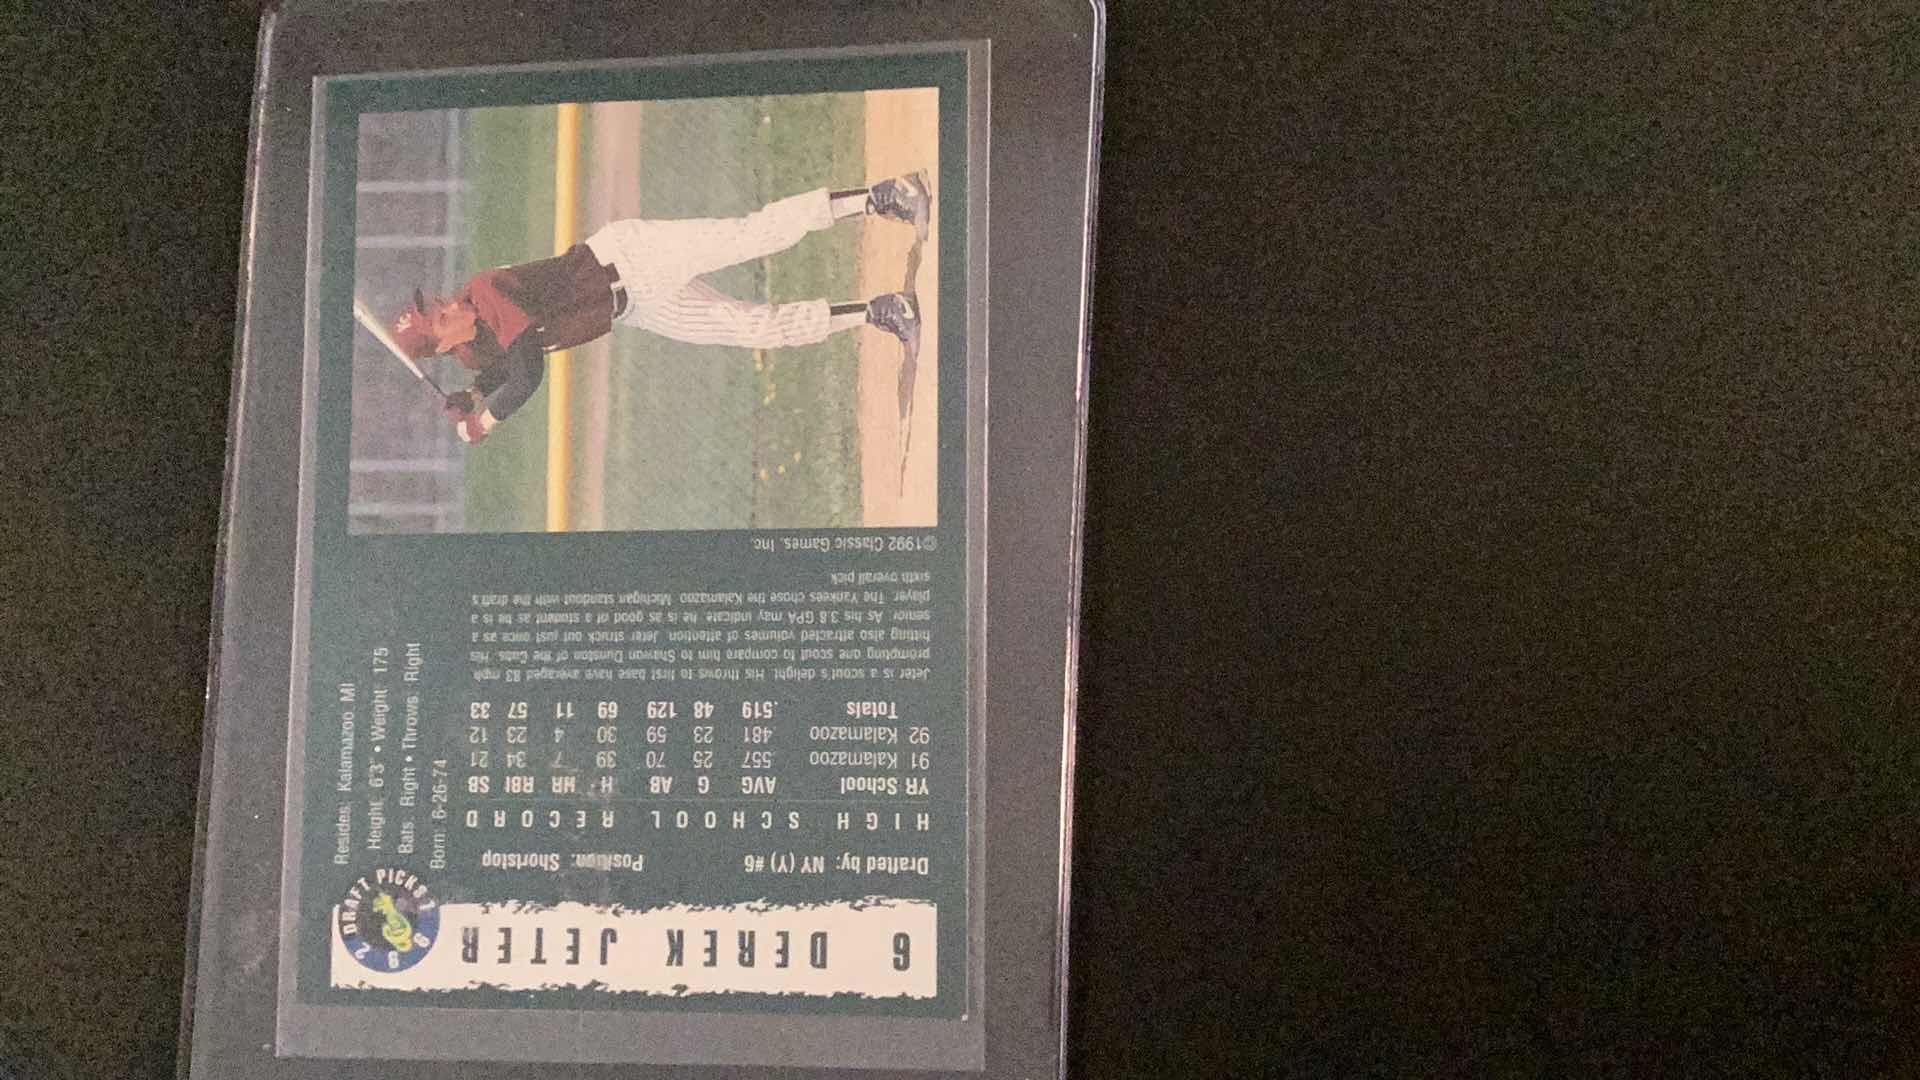 6 DEREK JETER
92 DRAFT PICKS
Drafted by: NY (Y) #6 Position: Shortstop
HIGH SCHOOL RECORD
YR School AVG G AB H HR RBI SB
91 Kalamazoo .557 25 70 39 7 34 21
92 Kalamazoo .481 23 59 30 4 23 12
Totals .519 48 129 69 11 57 33
Jeter is a scout's delight. His throws to first base have averaged 83 mph
prompting one scout to compare him to Shawon Dunston of the Cubs. His
hitting also attracted volumes of attention. Jeter struck out just once as a
senior. As his 3.8 GPA may indicate, he is as good of a student as he is a
player. The Yankees chose the Kalamazoo, Michigan standout with the draft's
sixth overall pick
©1992 Classic Games, Inc.
Resides: Kalamazoo MI
Height: 6'3" • Weight: 175
Bats: Right • Throws: Right
Born: 6-26-74